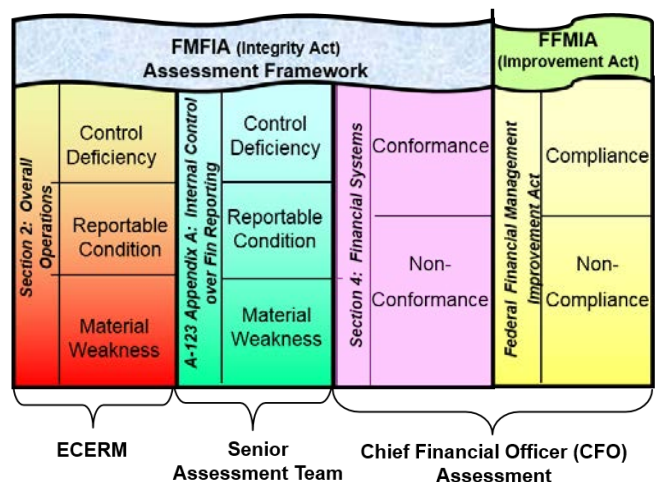 FMFIA (Integrity Act)
Assessment Framework
FFMIA
(Improvement Act)
Section 2: Overall
Operations
Control
Deficiency
Reportable
Condition
Material
Weakness
A-123 Appendix A: Internal Control
over Fin Reporting
Control
Deficiency
Reportable
Condition
Material
Weakness
Section 4: Financial Systems
Conformance
Non-
Conformance
Federal Financial Management
Improvement Act
Compliance
Non-
Compliance
ECERM
Senior
Assessment Team
Chief Financial Officer (CFO)
Assessment